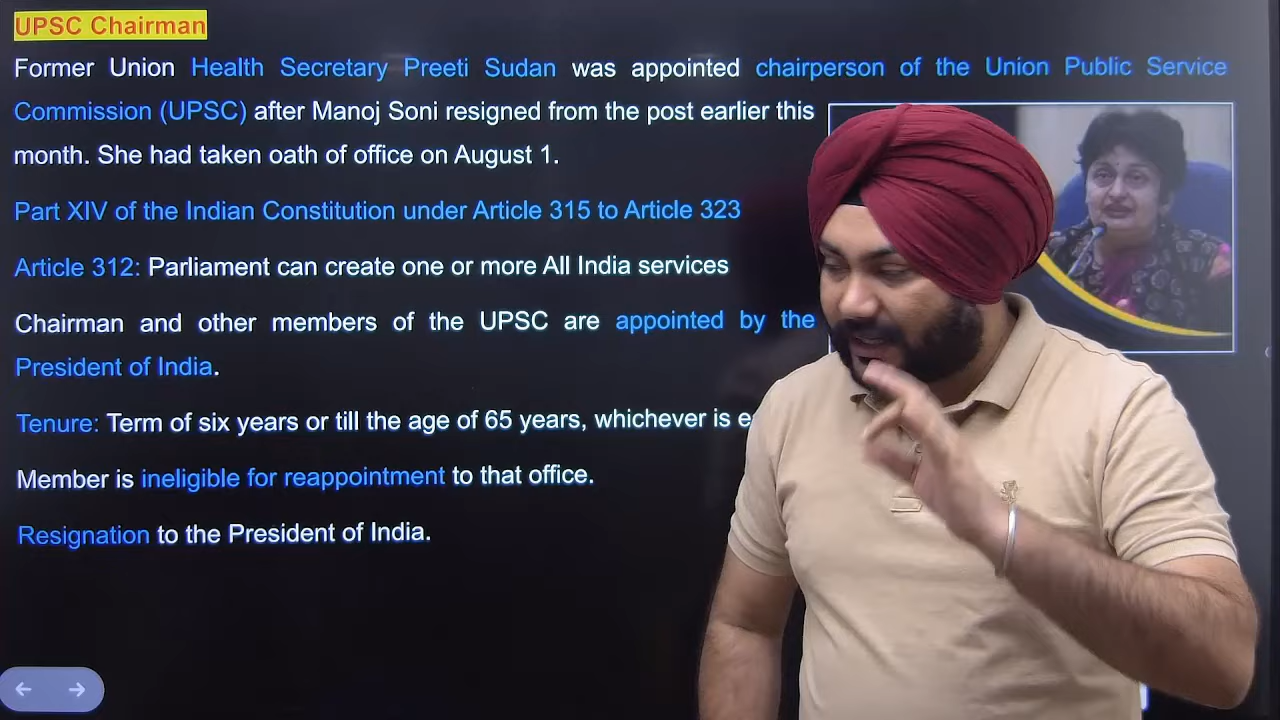 UPSC Chairman
Former Union Health Secretary Preeti Sudan was appointed chairperson of the Union Public Service
Commission (UPSC) after Manoj Soni resigned from the post earlier this
month. She had taken oath of office on August 1.
Part XIV of the Indian Constitution under Article 315 to Article 323
Article 312: Parliament can create one or more All India services
Chairman and other members of the UPSC are appointed by the
President of India.
Tenure: Term of six years or till the age of 65 years, whichever is
Member is ineligible for reappointment to that office.
Resignation to the President of India.